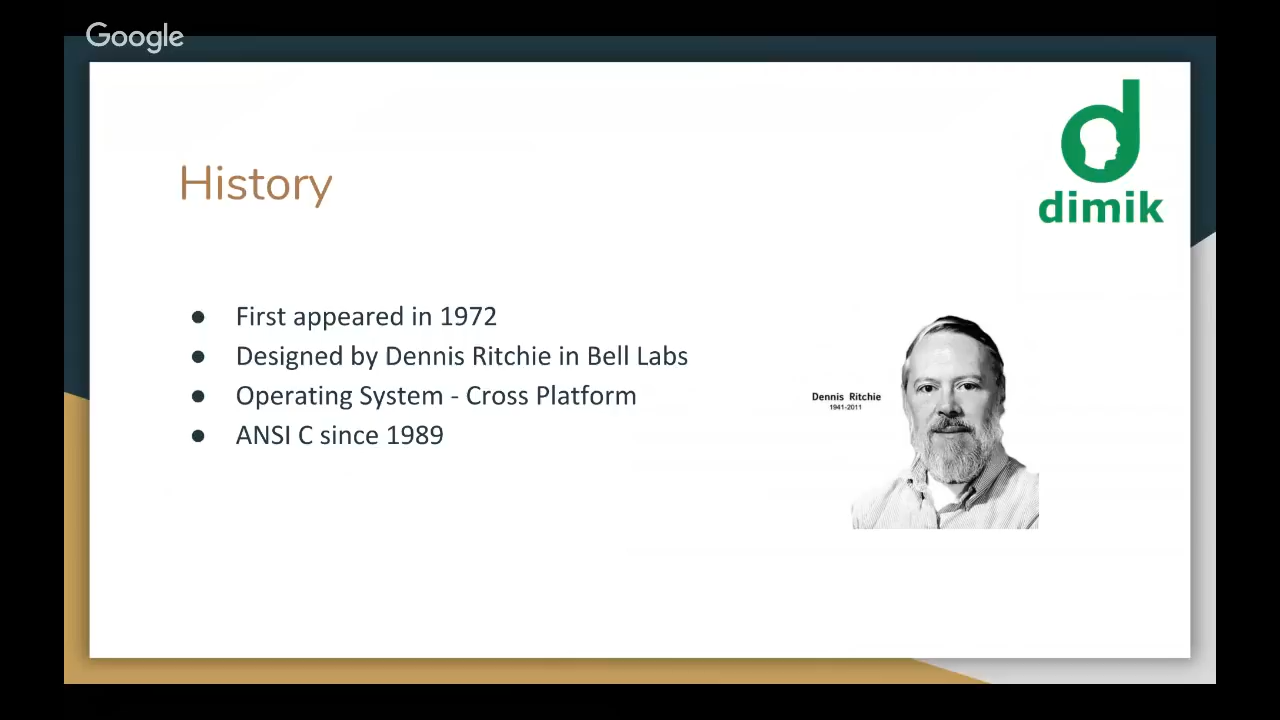 Google
dimik
History
● First appeared in 1972
● Designed by Dennis Ritchie in Bell Labs
● Operating System - Cross Platform
● ANSI C since 1989
Dennis Ritchie
1941-2011